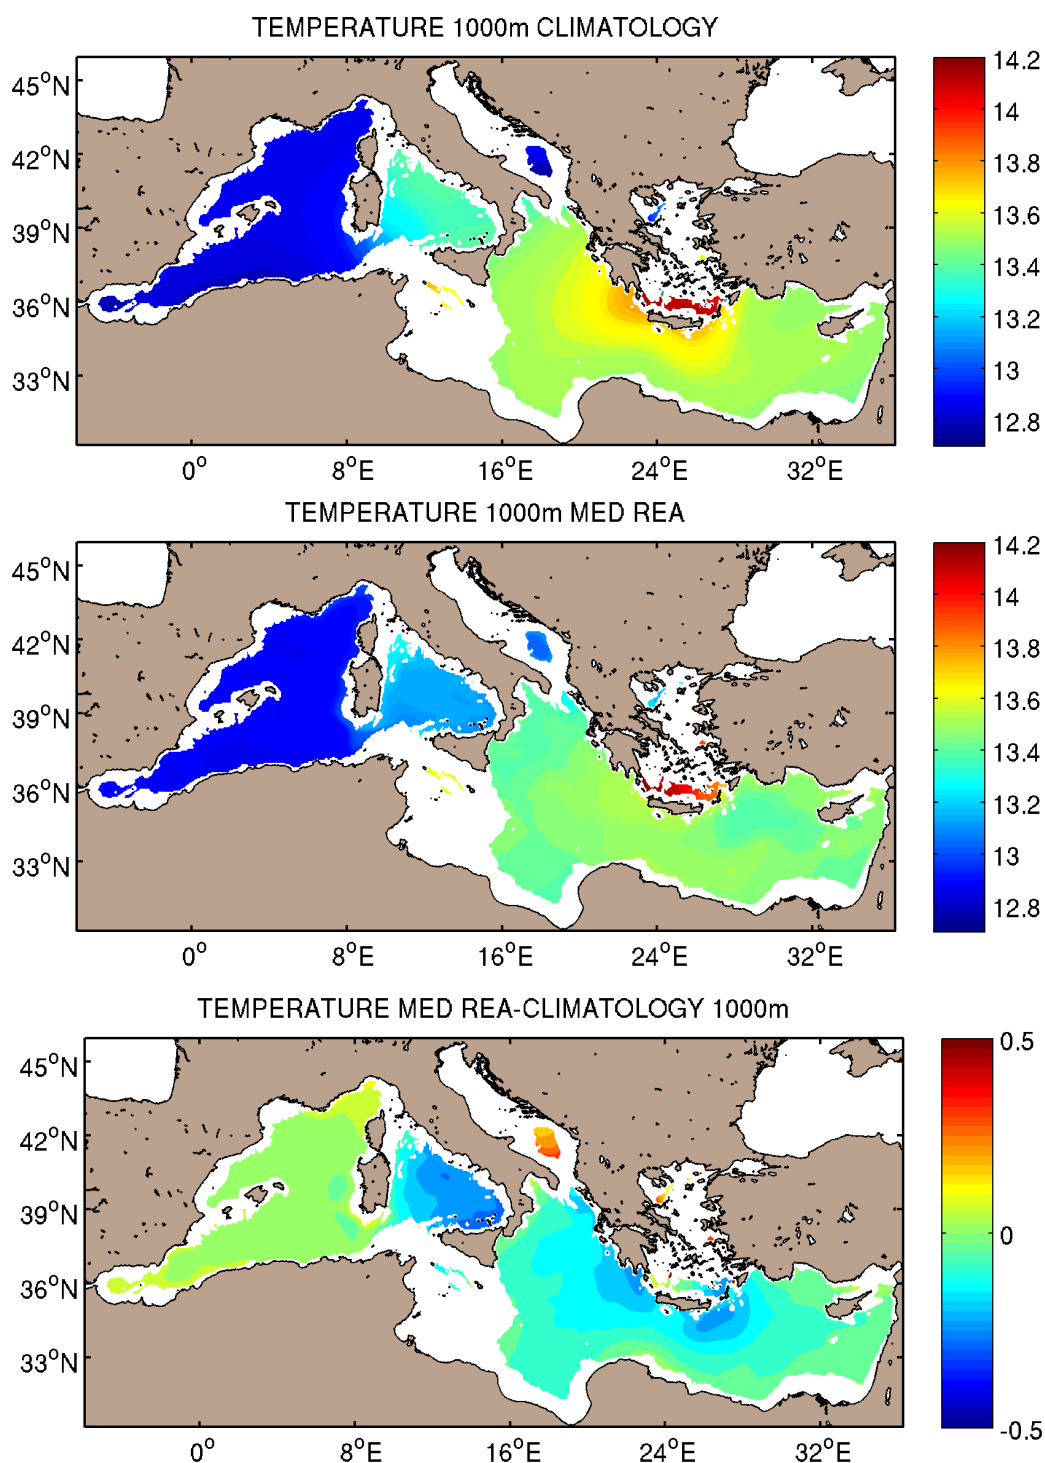 TEMPERATURE 1000m CLIMATOLOGY
45°N
42°N
39°N
36°N
33°N
0°
8°E
16°E
24°E
32°E
14.2
14
13.8
13.6
13.4
13.2
13
12.8
TEMPERATURE 1000m MED REA
45°N
42°N
39°N
36°N
33°N
0°
8°E
16°E
24°E
32°E
14.2
14
13.8
13.6
13.4
13.2
13
12.8
TEMPERATURE MED REA-CLIMATOLOGY 1000m
45°N
42°N
39°N
36°N
33°N
0°
8°E
16°E
24°E
32°E
0.5
0
-0.5